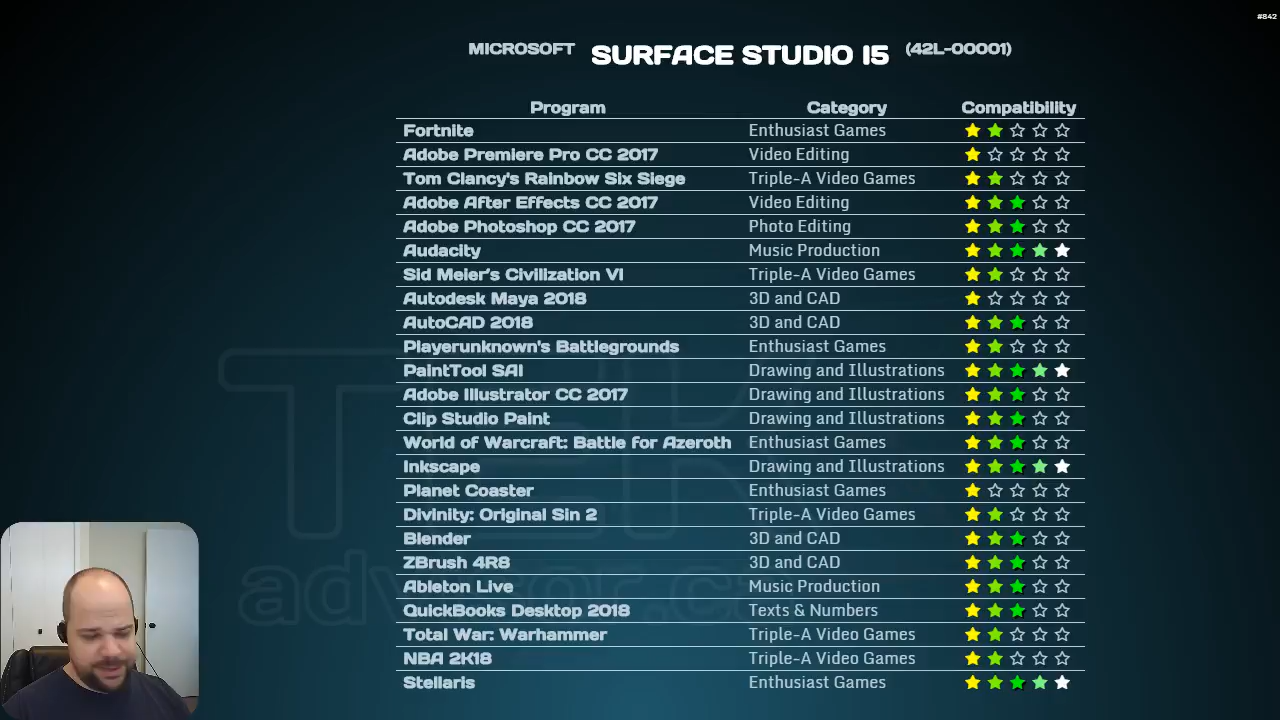 #842
MICROSOFT SURFACE STUDIO 15 (42L-00001)
Program Category Compatibility
Fortnite Enthusiast Games
Adobe Premiere Pro CC 2017 Video Editing
Tom Clancy's Rainbow Six Siege Triple-A Video Games
Adobe After Effects CC 2017 Video Editing
Adobe Photoshop CC 2017 Photo Editing
Audacity Music Production
Sid Meier's Civilization VI Triple-A Video Games
Autodesk Maya 2018 3D and CAD
AutoCAD 2018 3D and CAD
Playerunknown's Battlegrounds Enthusiast Games
PaintTool SAI Drawing and Illustrations
Adobe Illustrator CC 2017 Drawing and Illustrations
Clip Studio Paint Drawing and Illustrations
World of Warcraft: Battle for Azeroth Enthusiast Games
Inkscape Drawing and Illustrations
Planet Coaster Enthusiast Games
Divinity: Original Sin 2 Triple-A Video Games
Blender 3D and CAD
ZBrush 4R8 3D and CAD
Ableton Live Music Production
QuickBooks Desktop 2018 Texts & Numbers
Total War: Warhammer Triple-A Video Games
NBA 2K18 Triple-A Video Games
Stellaris Enthusiast Games